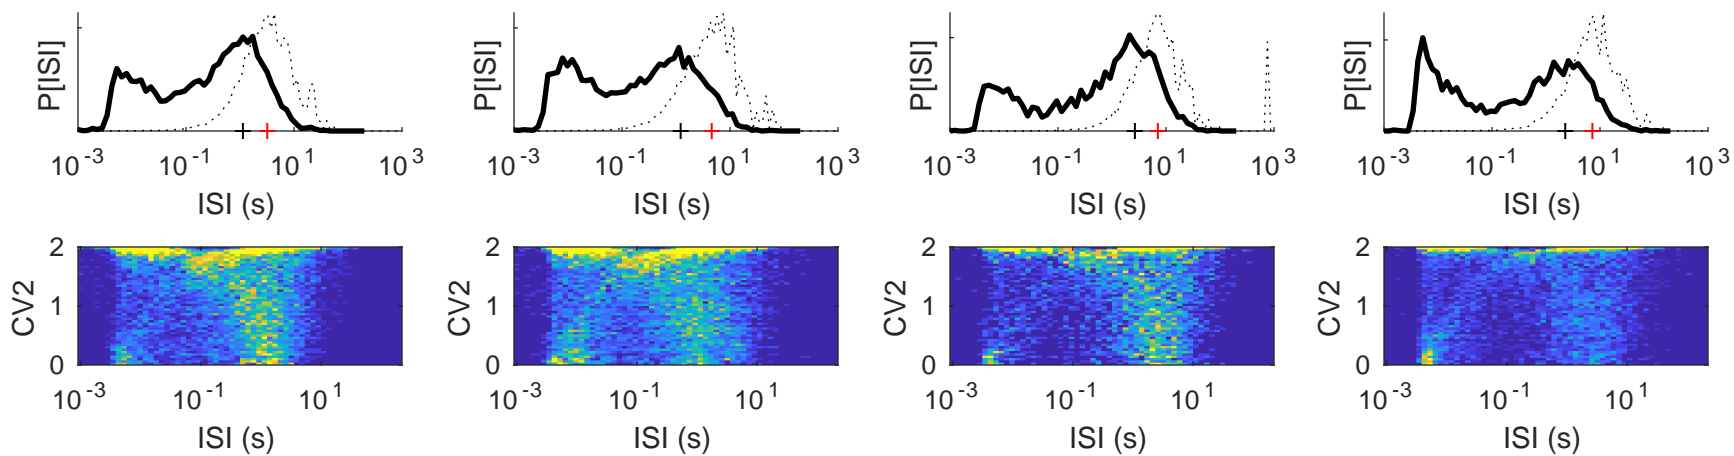 P[ISI] P[ISI] P[ISI] P[ISI]
10^-3 10^-1 10^1 10^3 10^-3 10^-1 10^1 10^3 10^-3 10^-1 10^1 10^3 10^-3 10^-1 10^1 10^3
ISI (s) ISI (s) ISI (s) ISI (s)
2 2 2 2
CV2 1 CV2 1 CV2 1 CV2 1
0 0 0 0
10^-3 10^-1 10^1 10^-3 10^-1 10^1 10^-3 10^-1 10^1 10^-3 10^-1 10^1
ISI (s) ISI (s) ISI (s) ISI (s)